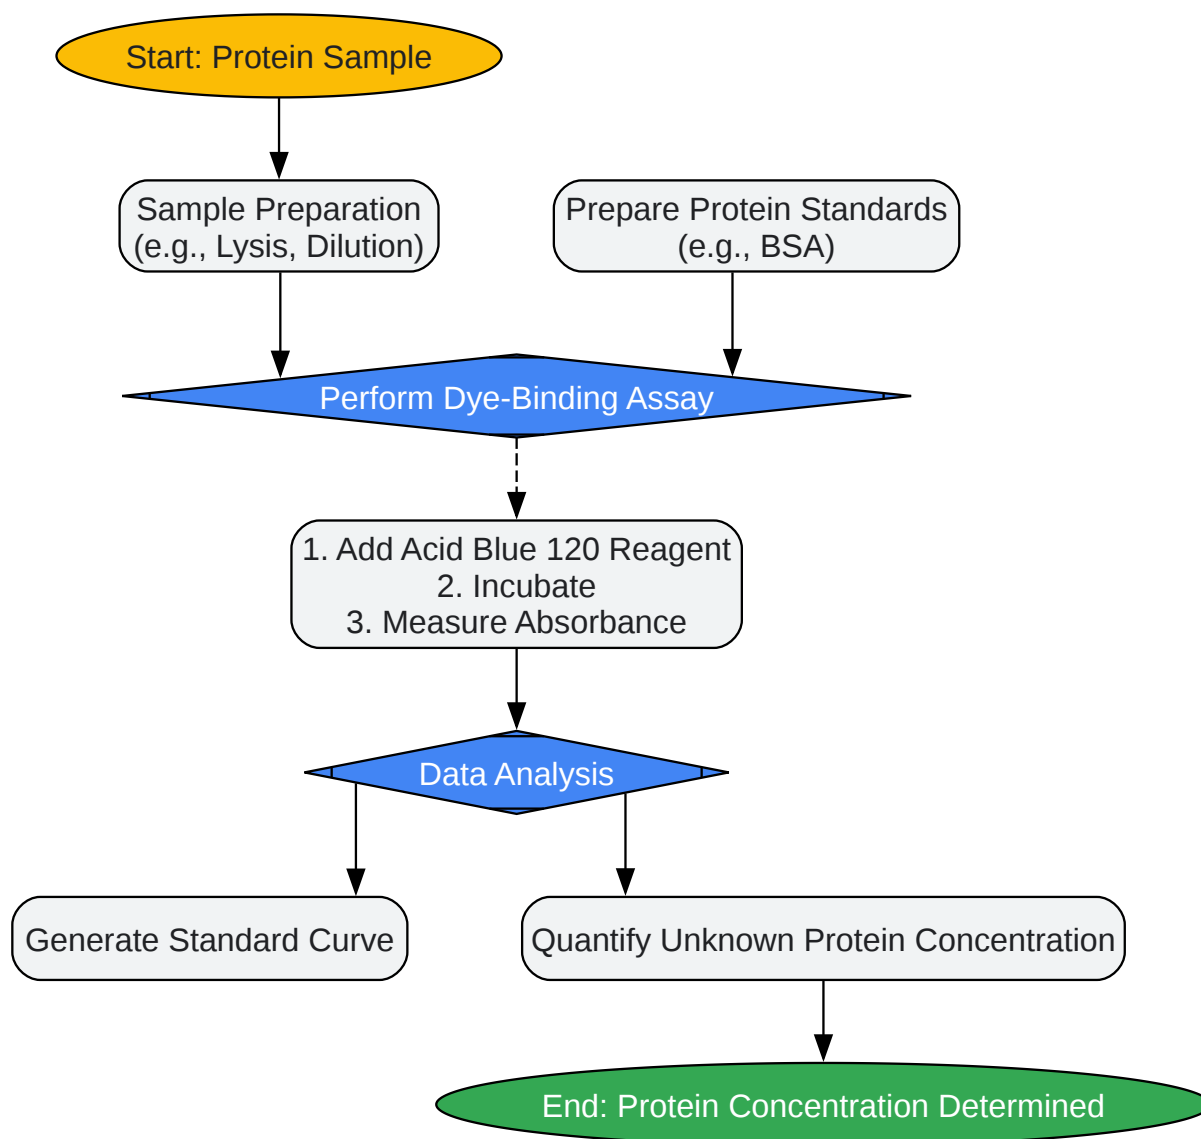 Start: Protein Sample
Sample Preparation
(e.g., Lysis, Dilution)
Prepare Protein Standards
(e.g., BSA)
Perform Dye-Binding Assay
1. Add Acid Blue 120 Reagent
2. Incubate
3. Measure Absorbance
Data Analysis
Generate Standard Curve
Quantify Unknown Protein Concentration
End: Protein Concentration Determined